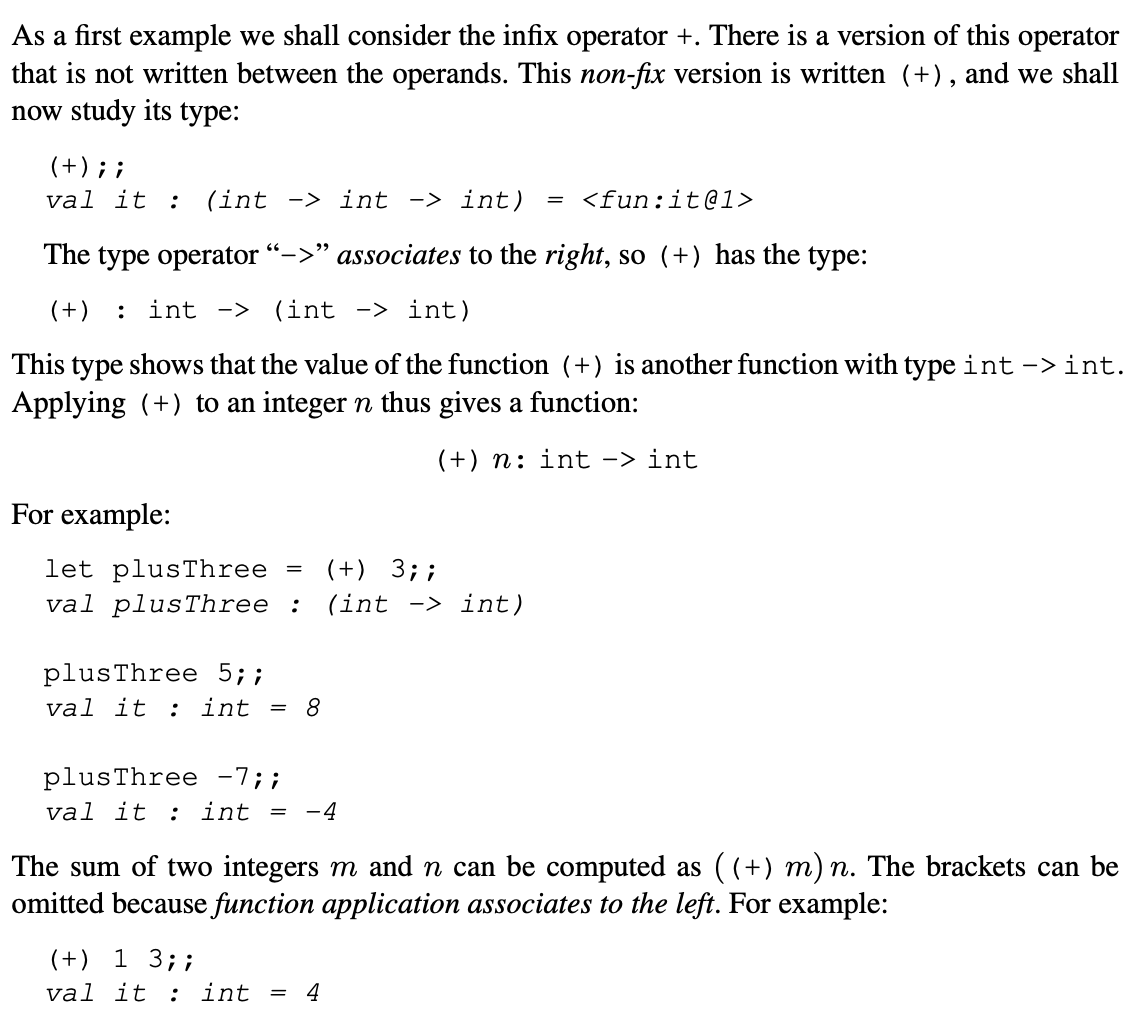 As a first example we shall consider the infix operator +. There is a version of this operator
that is not written between the operands. This non-fix version is written (+), and we shall
now study its type:
(+);;
val it : (int -> int -> int) = <fun:it@1>
The type operator “->” associates to the right, so (+) has the type:
(+) : int -> (int -> int)
This type shows that the value of the function (+) is another function with type int -> int.
Applying (+) to an integer n thus gives a function:
(+) n: int -> int
For example:
let plusThree = (+) 3;;
val plusThree : (int -> int)
plusThree 5;;
val it : int = 8
plusThree -7;;
val it : int = -4
The sum of two integers m and n can be computed as ((+) m) n. The brackets can be
omitted because function application associates to the left. For example:
(+) 1 3;;
val it : int = 4